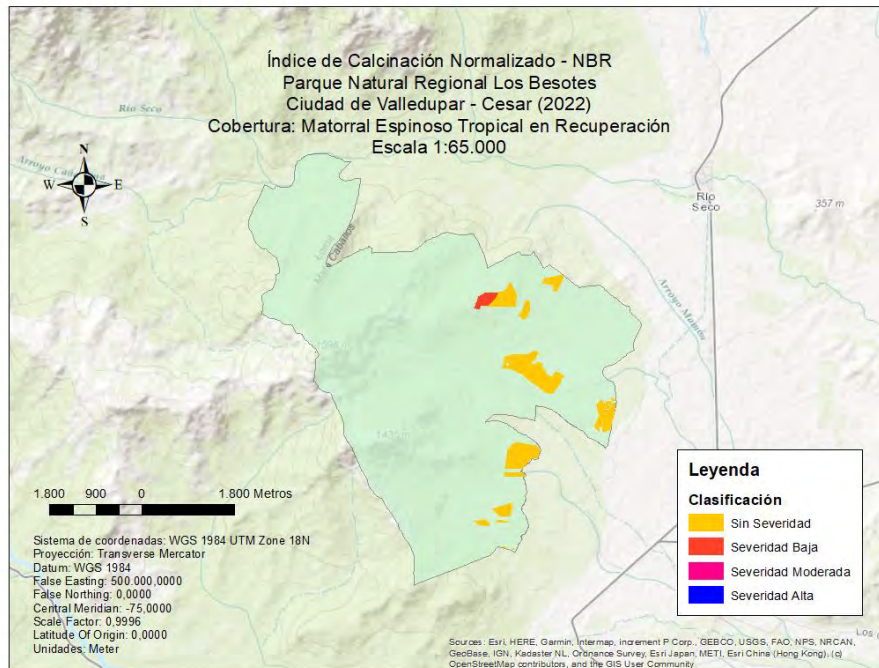 Índice de Calcinación Normalizado - NBR
Parque Natural Regional Los Besotes
Ciudad de Valledupar - Cesar (2022)
Cobertura: Matorral Espinoso Tropical en Recuperación
Escala 1:65.000
Río Seco
N
W E
S
RÍO
SECO
357 m
Caballos
Arroyo Mamón
1435 m
1.800 900 0 1.800 Metros
Sistema de coordenadas: WGS 1984 UTM Zone 18N
Proyección: Transverse Mercator
Datum: WGS 1984
False Easting: 500.000,0000
False Northing: 0,0000
Central Meridian: -75,0000
Scale Factor: 0,9996
Latitude Of Origin: 0,0000
Unidades: Meter
Leyenda
Clasificación
Sin Severidad
Severidad Baja
Severidad Moderada
Severidad Alta
Los
Sources: Esri, HERE, Garmin, Intermap, increment P Corp., GEBCO, USGS, FAO, NPS, NRCAN,
GeoBase, IGN, Kadaster NL, Ordnance Survey, Esri Japan, METI, Esri China (Hong Kong), (c)
OpenStreetMap contributors, and the GIS User Community